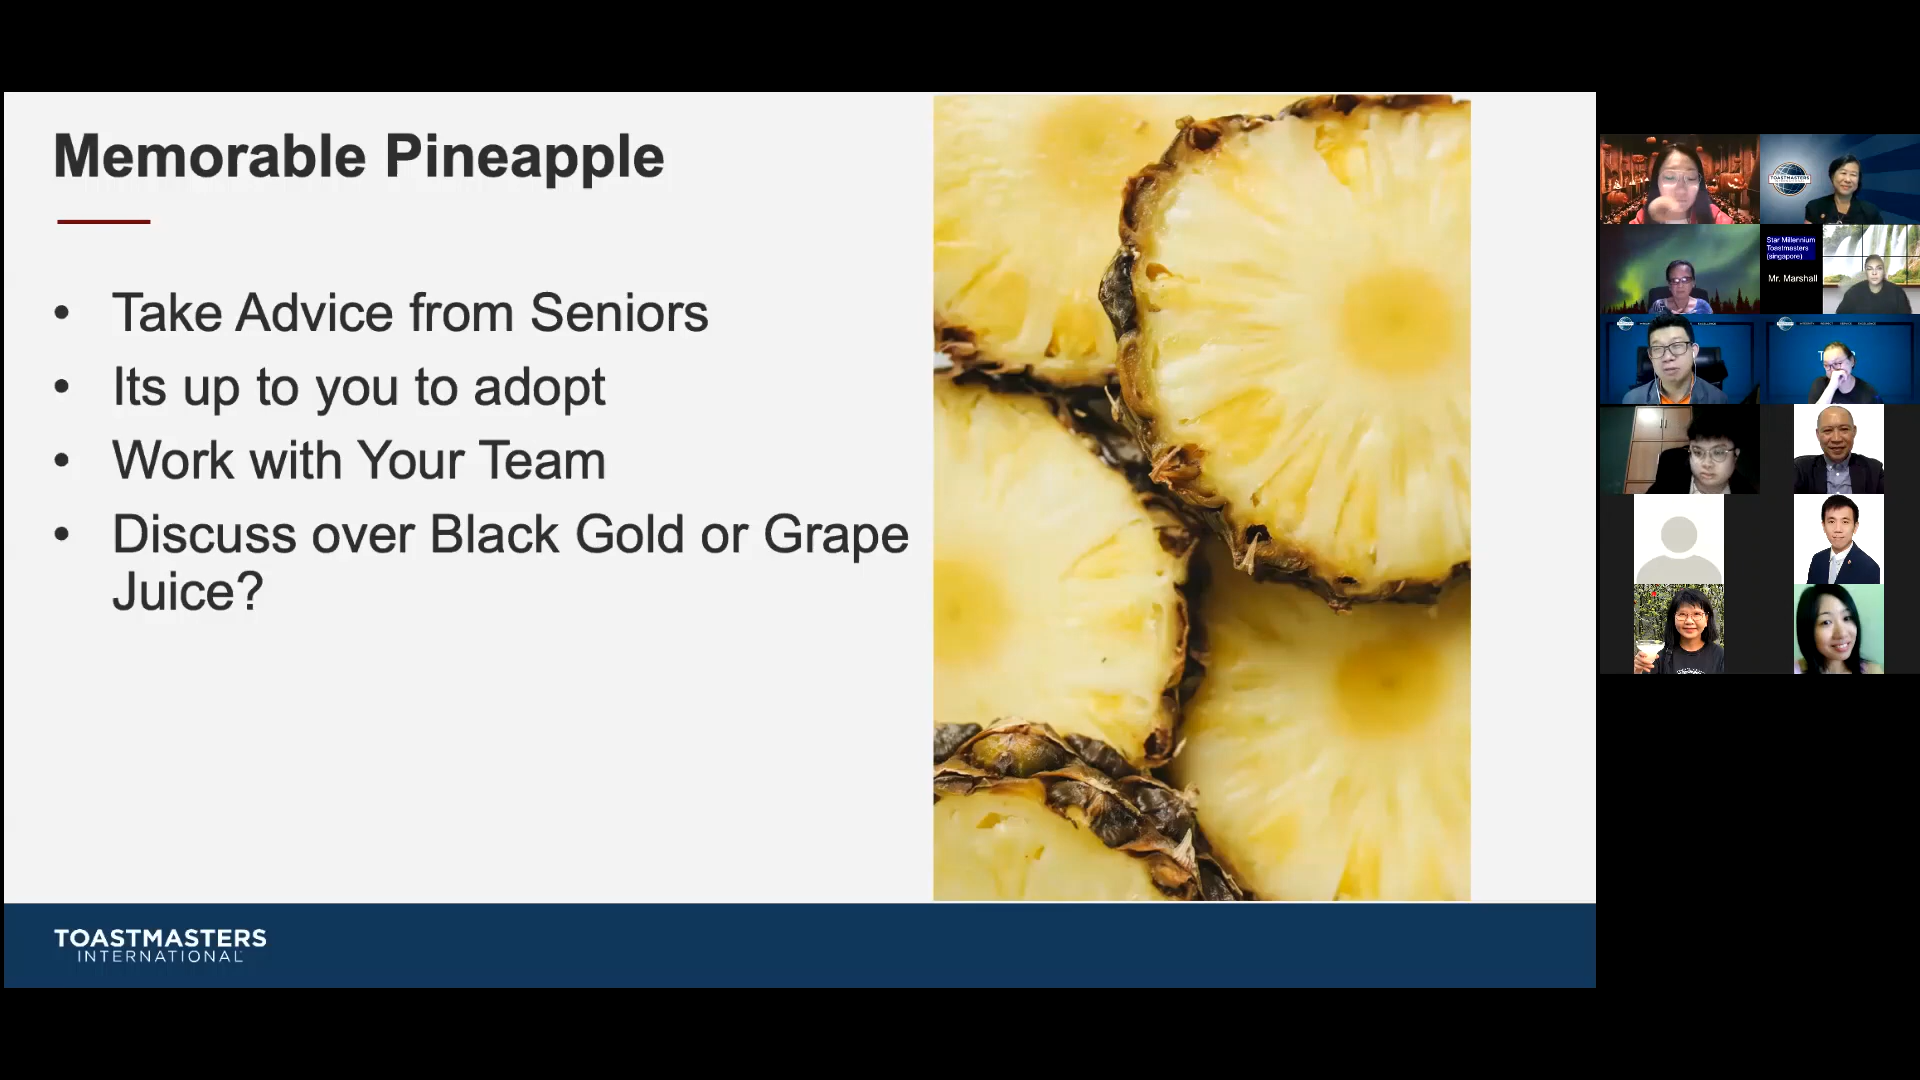 Memorable Pineapple
• Take Advice from Seniors
• Its up to you to adopt
• Work with Your Team
• Discuss over Black Gold or Grape
Juice?
TOASTMASTERS
INTERNATIONAL
TOASTMASTERS
Star Millennium
Toastmasters
(singapore)
Mr. Marshall